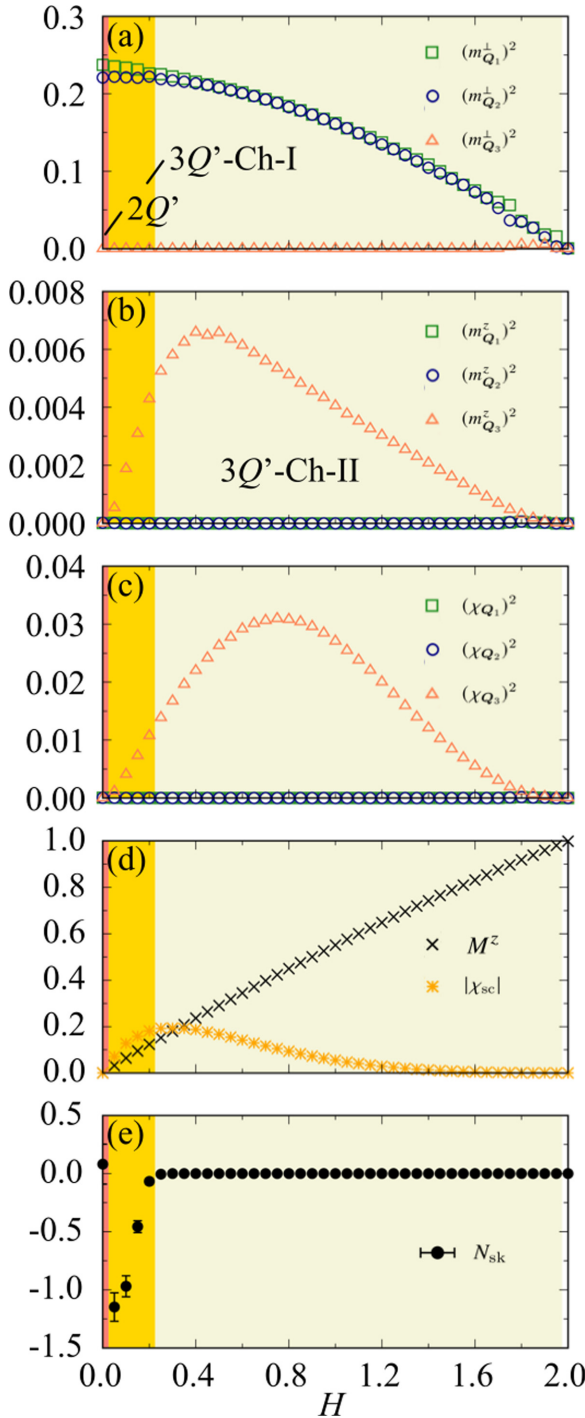 0.3
(a)
(m⊥Q₁)²
0.2
(m⊥Q₂)²
(m⊥Q₃)²
3Q’-Ch-I
0.1
2Q’
0.0
0.008
(b)
(mᶻQ₁)²
0.006
(mᶻQ₂)²
(mᶻQ₃)²
0.004
3Q’-Ch-II
0.002
0.000
0.04
(c)
(χQ₁)²
0.03
(χQ₂)²
(χQ₃)²
0.02
0.01
0.00
1.0
(d)
0.8
0.6
Mᶻ
0.4
|χsc|
0.2
0.0
0.5
(e)
0.0
-0.5
Nsk
-1.0
-1.5
0.0 0.4 0.8 1.2 1.6 2.0
H